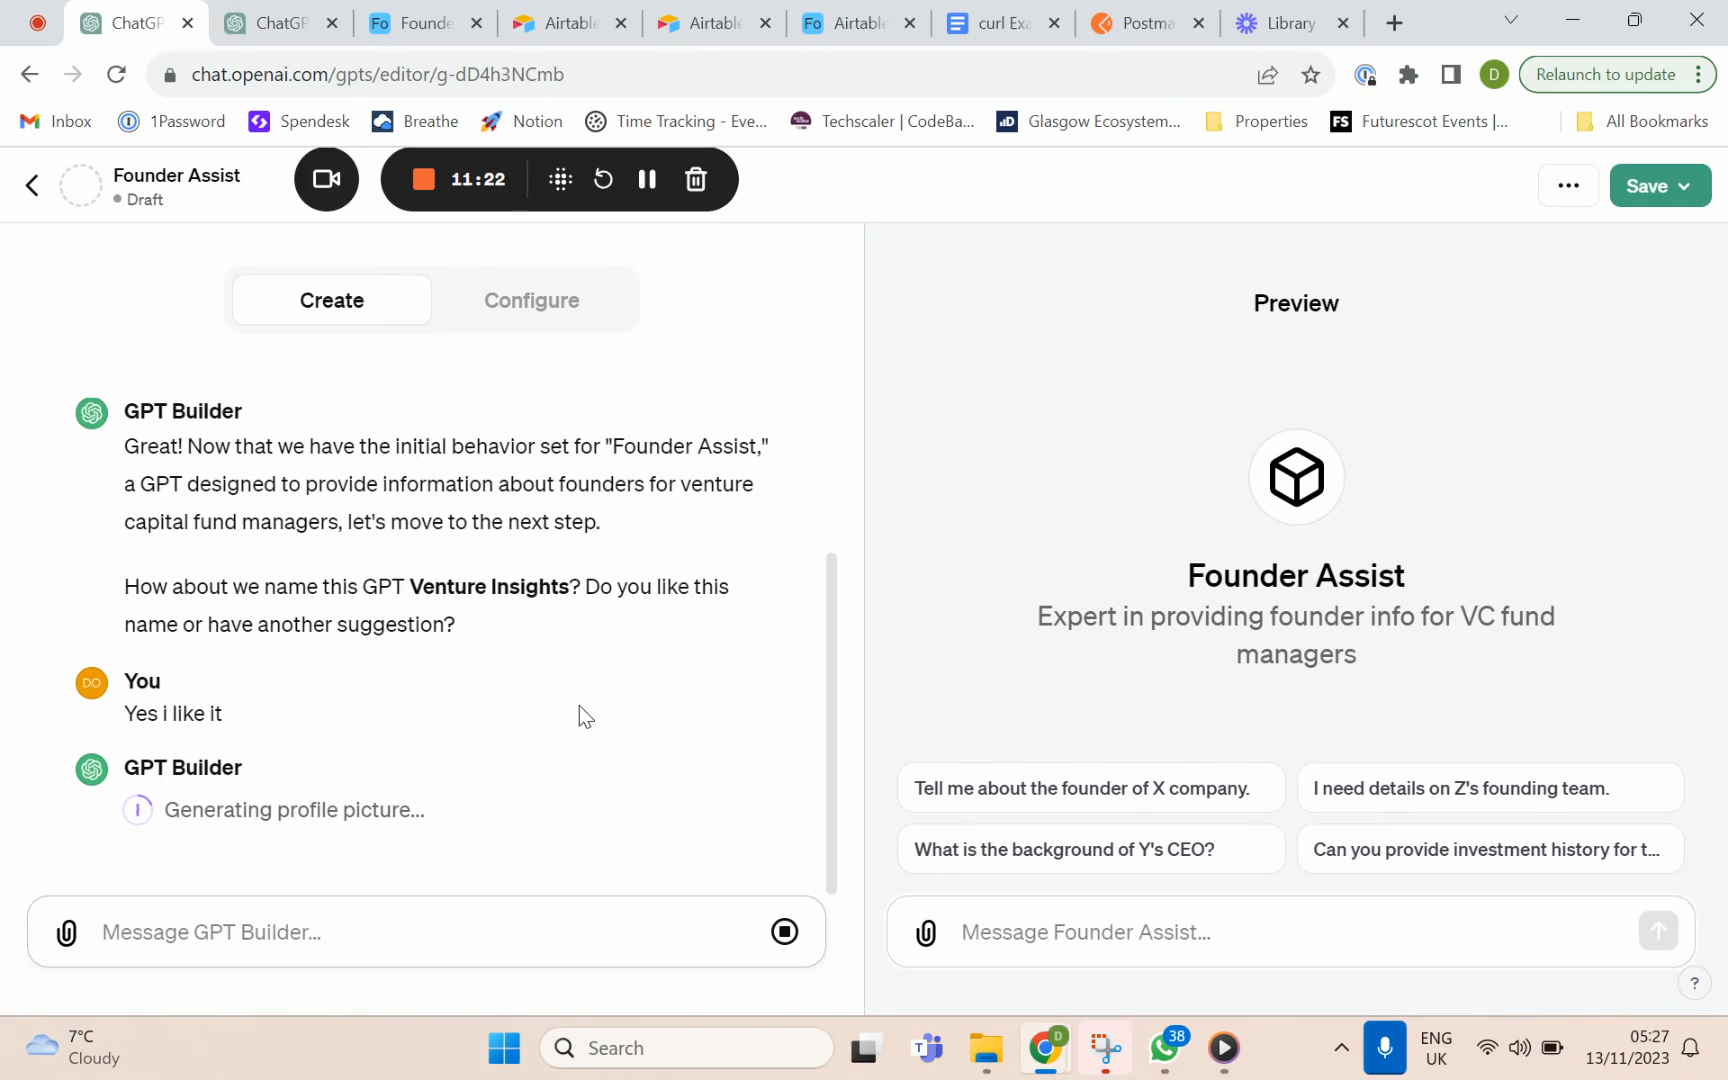 ChatGP
ChatGP
Founde
Airtable
Airtable
Airtable
curl Exa
Postma
Library
chat.openai.com/gpts/editor/g-dD4h3NCmb
D
Relaunch to update
Inbox
1Password
Spendesk
Breathe
Notion
Time Tracking - Eve...
Techscaler | CodeBa...
Glasgow Ecosystem...
Properties
Futurescot Events |...
All Bookmarks
Founder Assist
Draft
11:22
Save
Create
Configure
Preview
GPT Builder
Great! Now that we have the initial behavior set for "Founder Assist,"
a GPT designed to provide information about founders for venture
capital fund managers, let's move to the next step.
How about we name this GPT Venture Insights? Do you like this
name or have another suggestion?
DO
You
Yes i like it
GPT Builder
Generating profile picture...
Message GPT Builder...
Founder Assist
Expert in providing founder info for VC fund
managers
Tell me about the founder of X company.
I need details on Z's founding team.
What is the background of Y's CEO?
Can you provide investment history for t...
Message Founder Assist...
?
7°C
Cloudy
Search
38
ENG
UK
05:27
13/11/2023